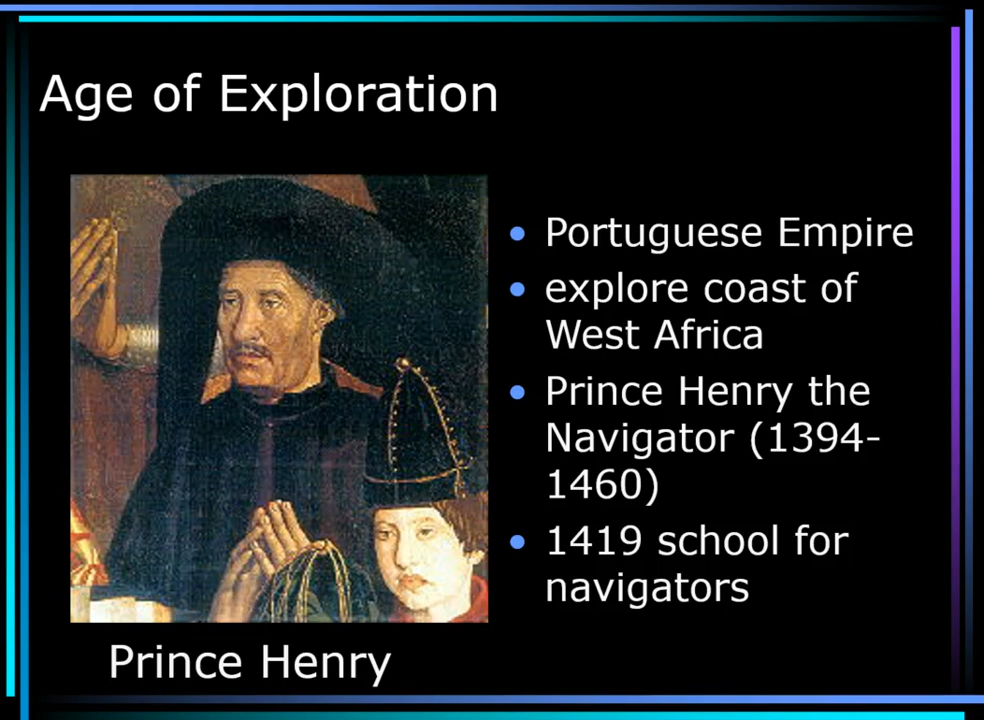 Age of Exploration
Portuguese Empire
explore coast of
West Africa
Prince Henry the
Navigator (1394-
1460)
1419 school for
navigators
Prince Henry